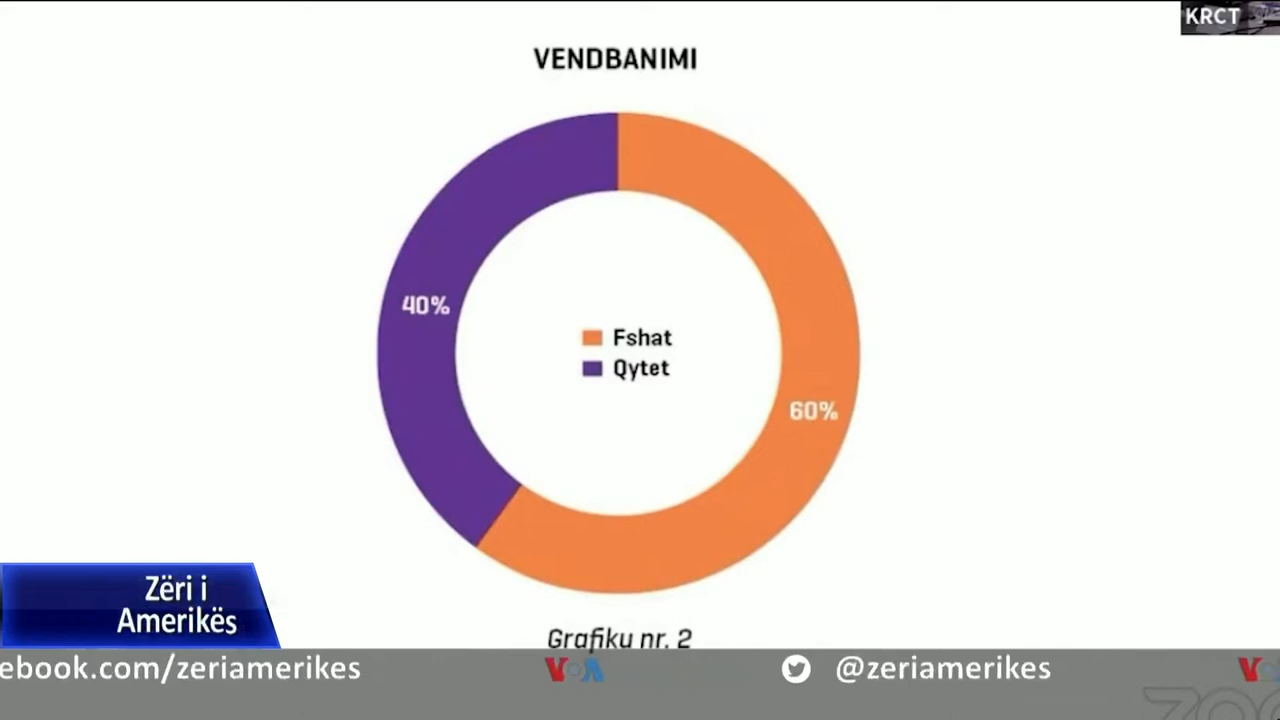 KRCT
VENDBANIMI
40%
Fshat
Qytet
60%
Grafiku nr. 2
Zëri i
Amerikës
ebook.com/zeriamerikes
VOA
@zeriamerikes